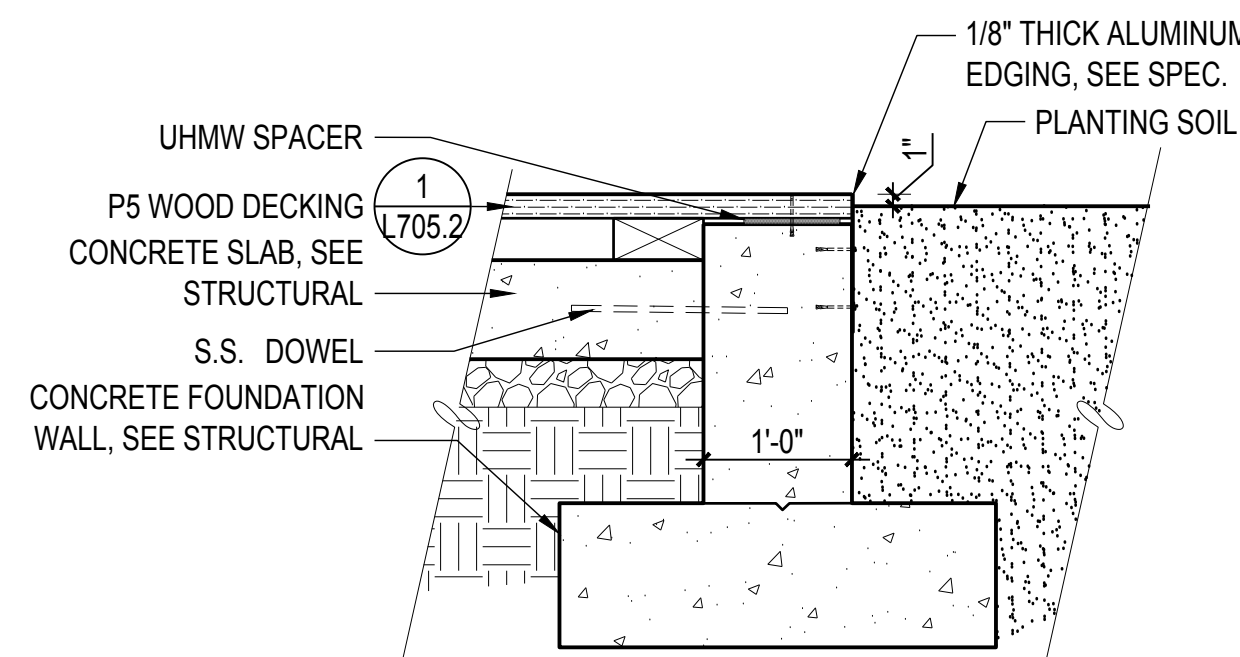 1/8" THICK ALUMINUM
EDGING, SEE SPEC.
PLANTING SOIL
1"
UHMW SPACER
P5 WOOD DECKING
1
L705.2
CONCRETE SLAB, SEE
STRUCTURAL
S.S. DOWEL
CONCRETE FOUNDATION
WALL, SEE STRUCTURAL
1'-0"